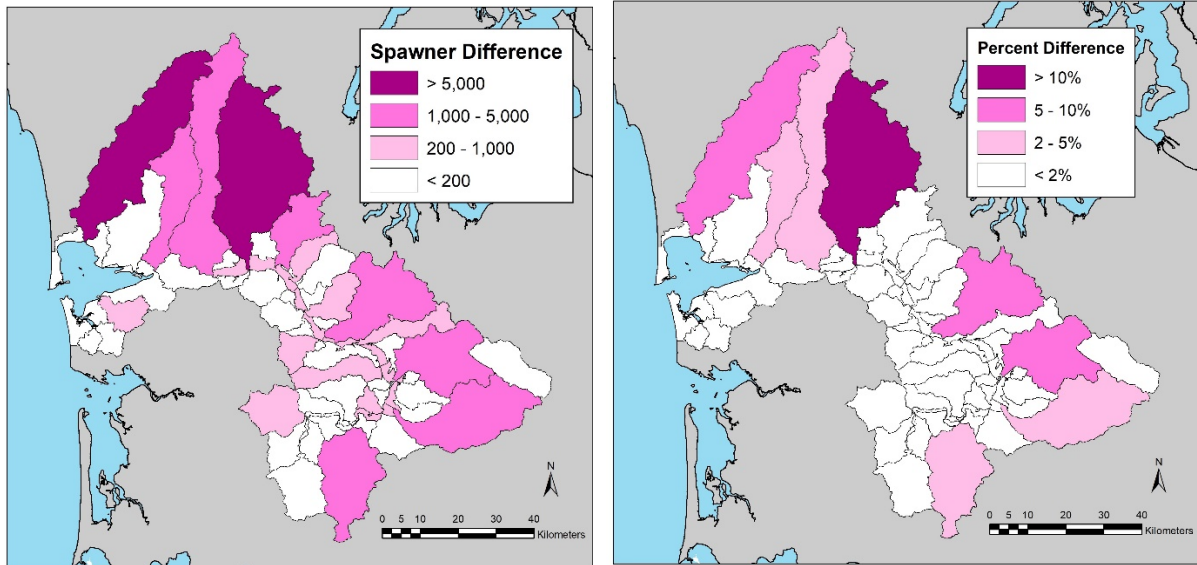 Spawner Difference
> 5,000
1,000 - 5,000
200 - 1,000
< 200
N
0 5 10 20 30 40
Kilometers
Percent Difference
> 10%
5 - 10%
2 - 5%
< 2%
N
0 5 10 20 30 40
Kilometers